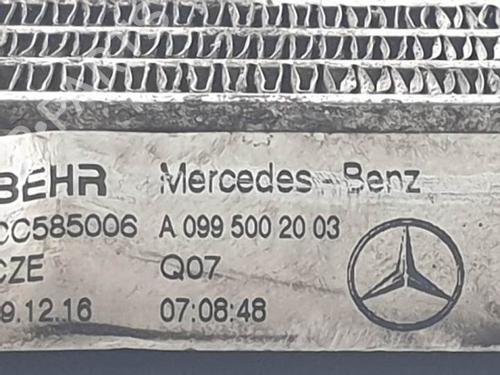 BEHR Mercedes-Benz
CC585006 A 099 500 20 03
CZE Q07
9.12.16 07:08:48